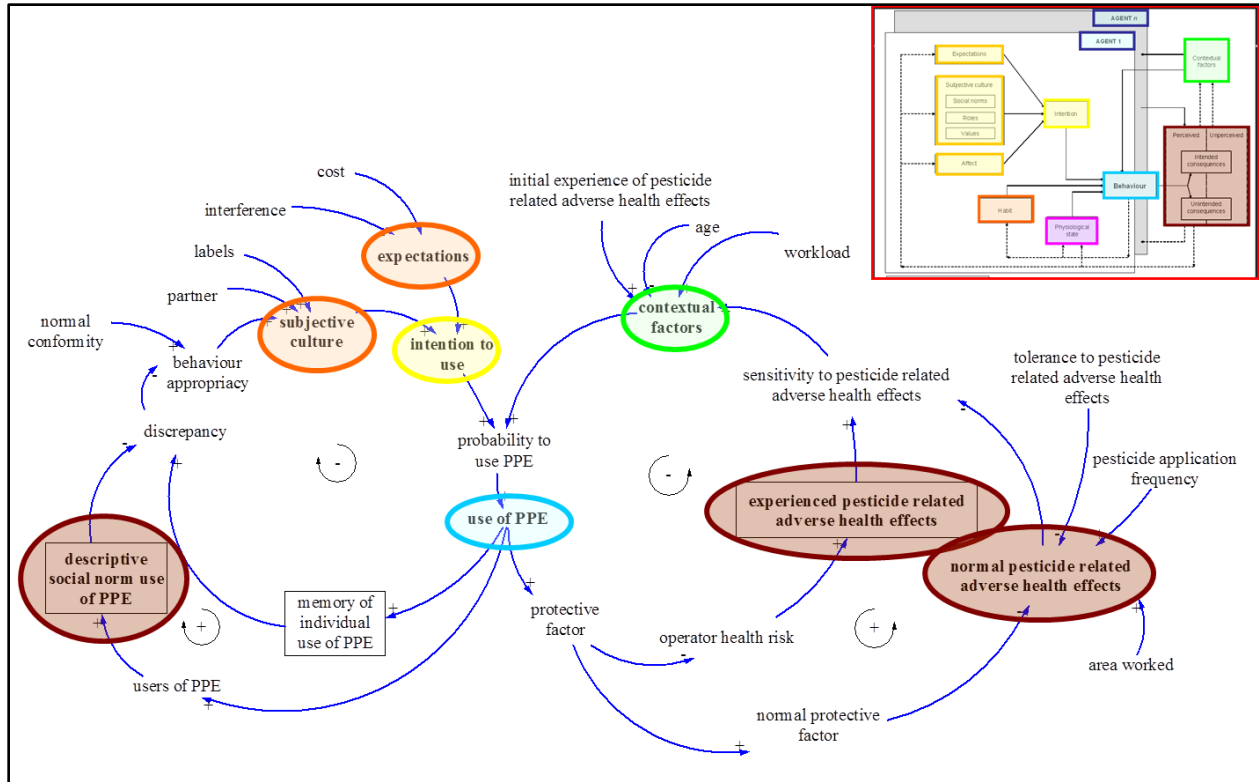 AGENT n
AGENT 1
Expectations
Subjective culture
Social norms
Roles
Values
Affect
Intention
Habit
Physiological
state
Behaviour
Contextual
factors
Perceived
Unperceived
Intended
consequences
Unintended
consequences
cost
interference
labels
partner
normal
conformity
expectations
subjective
culture
intention to
use
behaviour
appropriacy
discrepancy
initial experience of pesticide
related adverse health effects
age
workload
contextual
factors
sensitivity to pesticide related
adverse health effects
tolerance to pesticide
related adverse health
effects
pesticide application
frequency
probability to
use PPE
use of PPE
experienced pesticide related
adverse health effects
normal pesticide related
adverse health effects
descriptive
social norm use
of PPE
memory of
individual
use of PPE
protective
factor
operator health risk
area worked
users of PPE
normal protective
factor